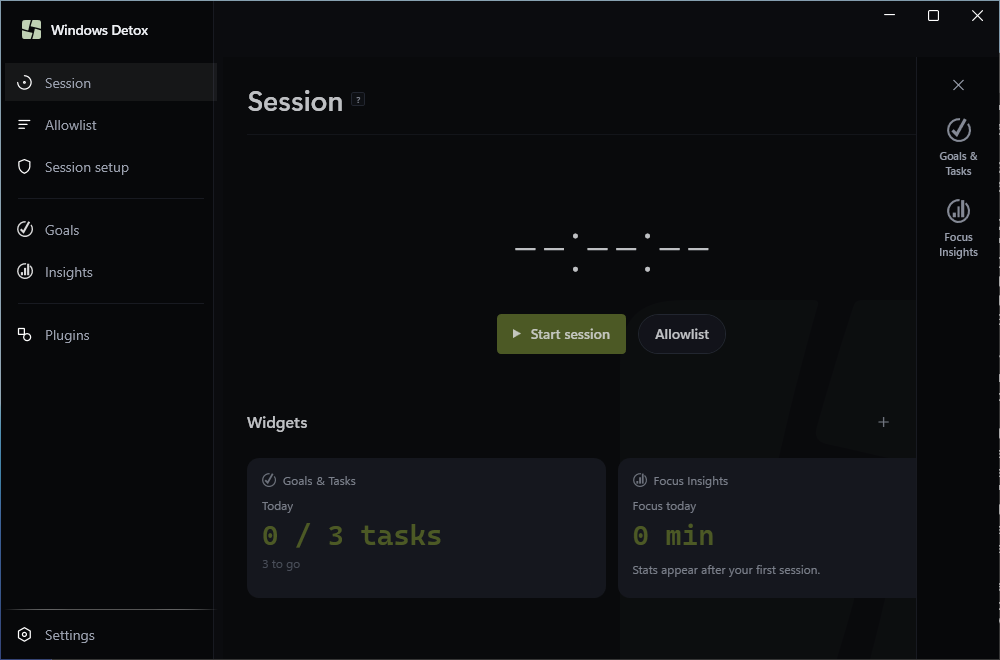 Windows Detox
Session
Allowlist
Session setup
Goals
Insights
Plugins
Settings
Session ?
--:--:--
Start session
Allowlist
Widgets
Goals & Tasks
Today
0 / 3 tasks
3 to go
Focus Insights
Focus today
0 min
Stats appear after your first session.
Goals &
Tasks
Focus
Insights